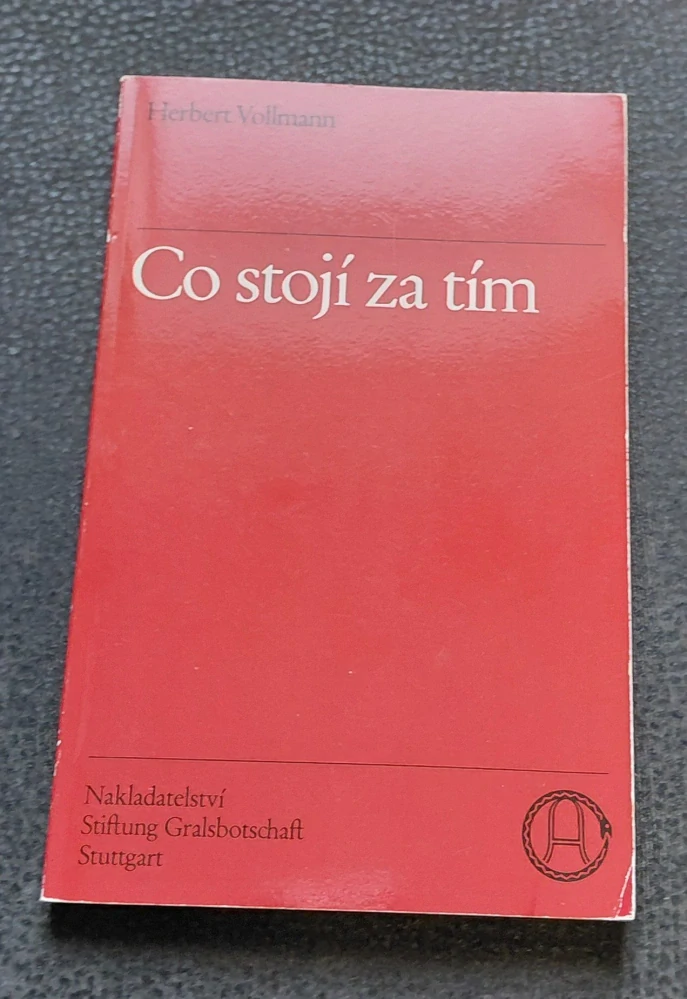 Herbert Vollmann
Co stojí za tím
Nakladatelství
Stiftung Gralsbotschaft
Stuttgart
A